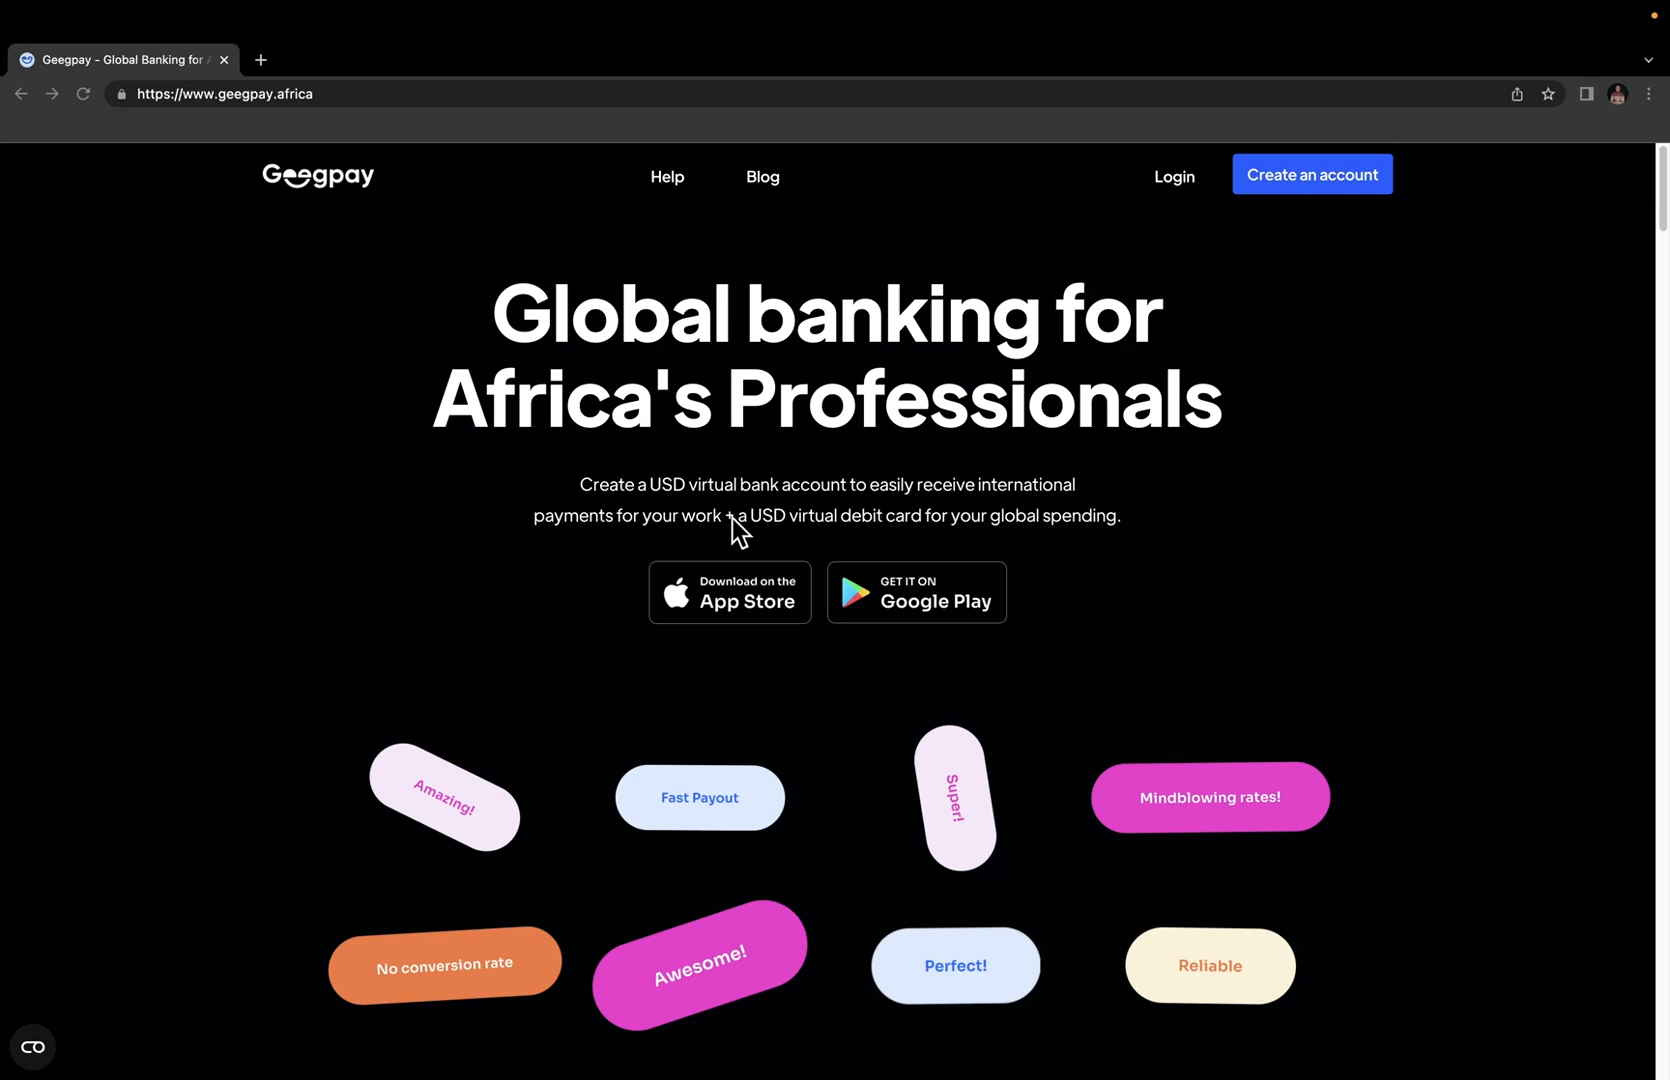 Geegpay - Global Banking for
https://www.geegpay.africa
Geegpay
Help
Blog
Login
Create an account
Global banking for
Africa's Professionals
Create a USD virtual bank account to easily receive international
payments for your work + a USD virtual debit card for your global spending.
Download on the
App Store
GET IT ON
Google Play
Amazing!
Fast Payout
Super!
Mindblowing rates!
No conversion rate
Awesome!
Perfect!
Reliable